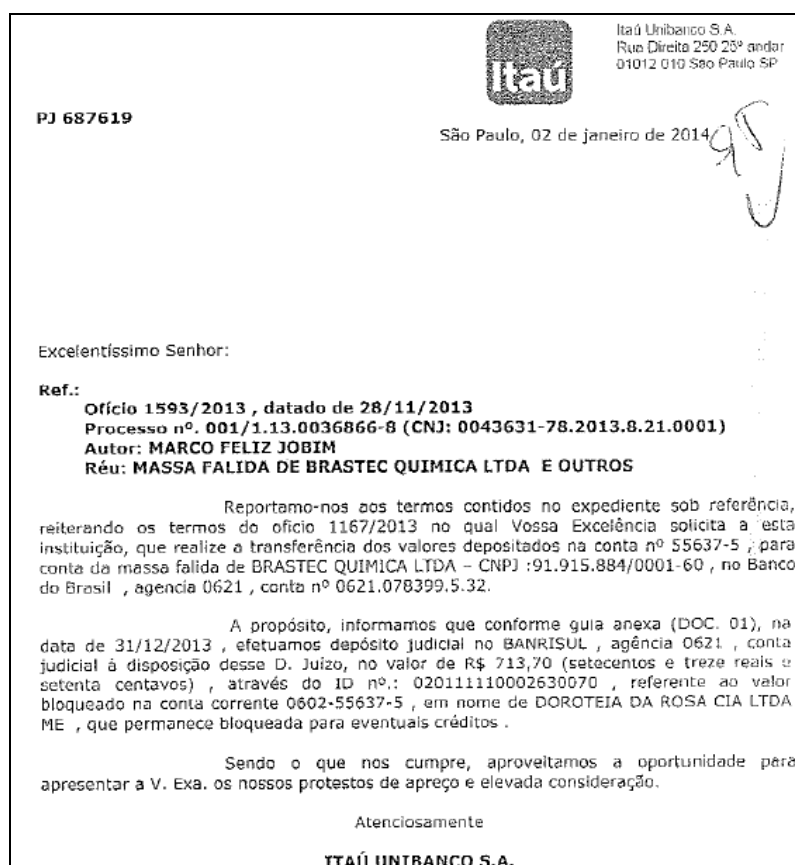 Itaú
Itaú Unibanco S.A.
Rua Direita 250 25º andar
01012 010 São Paulo SP
PJ 687619
São Paulo, 02 de janeiro de 2014
Excelentíssimo Senhor:
Ref.:
Ofício 1593/2013 , datado de 28/11/2013
Processo nº. 001/1.13.0036866-8 (CNJ: 0043631-78.2013.8.21.0001)
Autor: MARCO FELIZ JOBIM
Réu: MASSA FALIDA DE BRASTEC QUIMICA LTDA E OUTROS
Reportamo-nos aos termos contidos no expediente sob referência,
reiterando os termos do oficio 1167/2013 no qual Vossa Excelência solicita a esta
instituição, que realize a transferência dos valores depositados na conta nº 55637-5 , para
conta da massa falida de BRASTEC QUIMICA LTDA – CNPJ :91.915.884/0001-60 , no Banco
do Brasil , agencia 0621 , conta nº 0621.078399.5.32.
A propósito, informamos que conforme guia anexa (DOC. 01), na
data de 31/12/2013 , efetuamos depósito judicial no BANRISUL , agência 0621 , conta
judicial à disposição desse D. Juízo, no valor de R$ 713,70 (setecentos e treze reais e
setenta centavos) , através do ID nº.: 020111110002630070 , referente ao valor
bloqueado na conta corrente 0602-55637-5 , em nome de DOROTEIA DA ROSA CIA LTDA
ME , que permanece bloqueada para eventuais créditos .
Sendo o que nos cumpre, aproveitamos a oportunidade para
apresentar a V. Exa. os nossos protestos de apreço e elevada consideração.
Atenciosamente
ITAÚ UNIBANCO S.A.